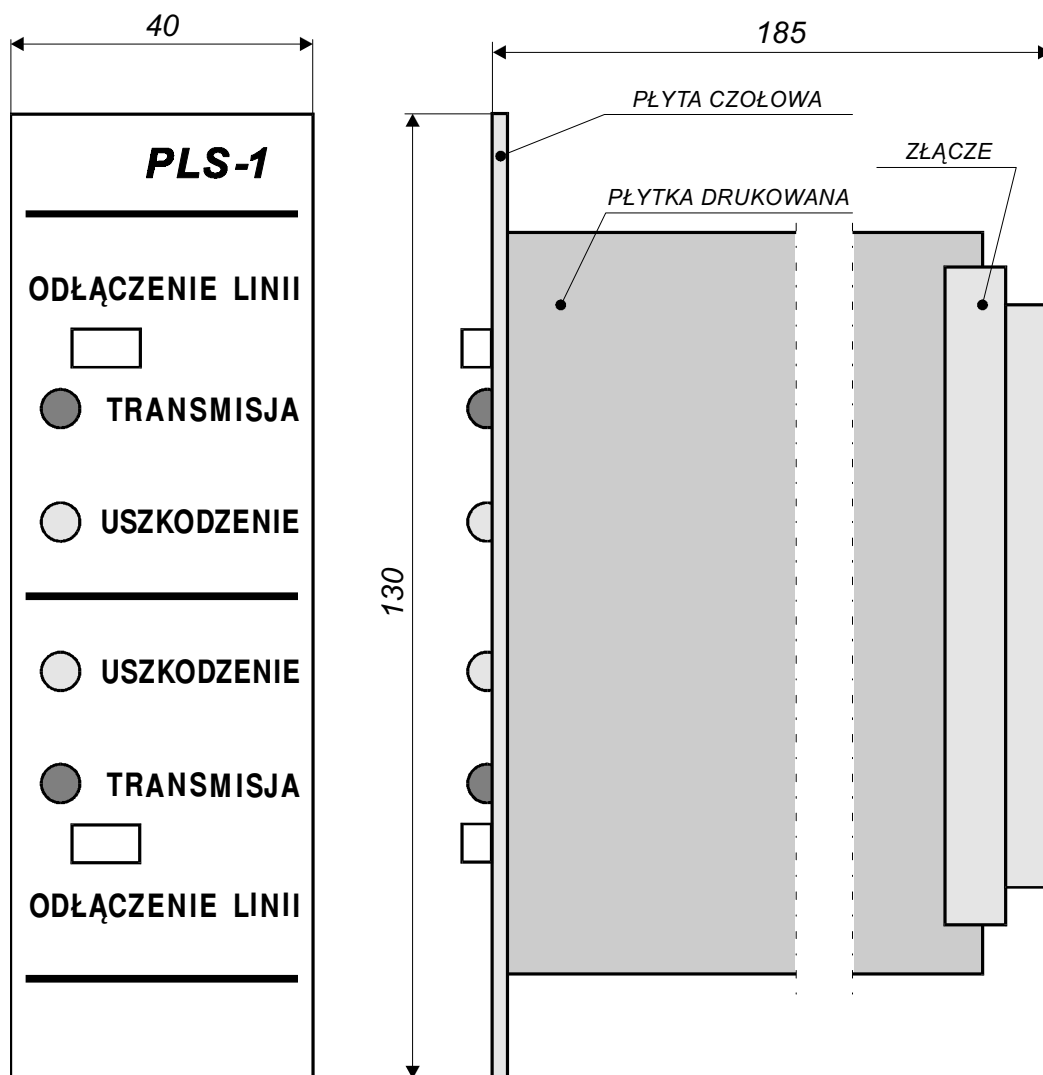 40
185
PŁYTA CZOŁOWA
PLS-1
ZŁĄCZE
PŁYTKA DRUKOWANA
ODŁĄCZENIE LINII
TRANSMISJA
USZKODZENIE
130
USZKODZENIE
TRANSMISJA
ODŁĄCZENIE LINII